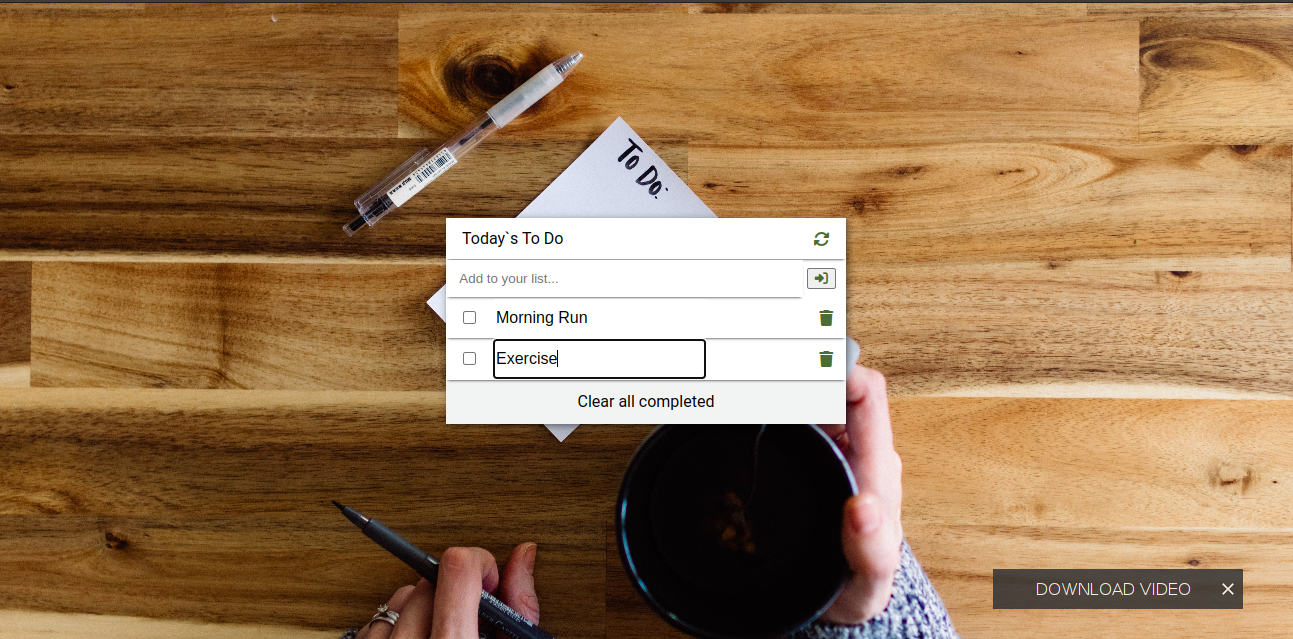 To Do:
Today`s To Do
Add to your list...
Morning Run
Exercise
Clear all completed
DOWNLOAD VIDEO